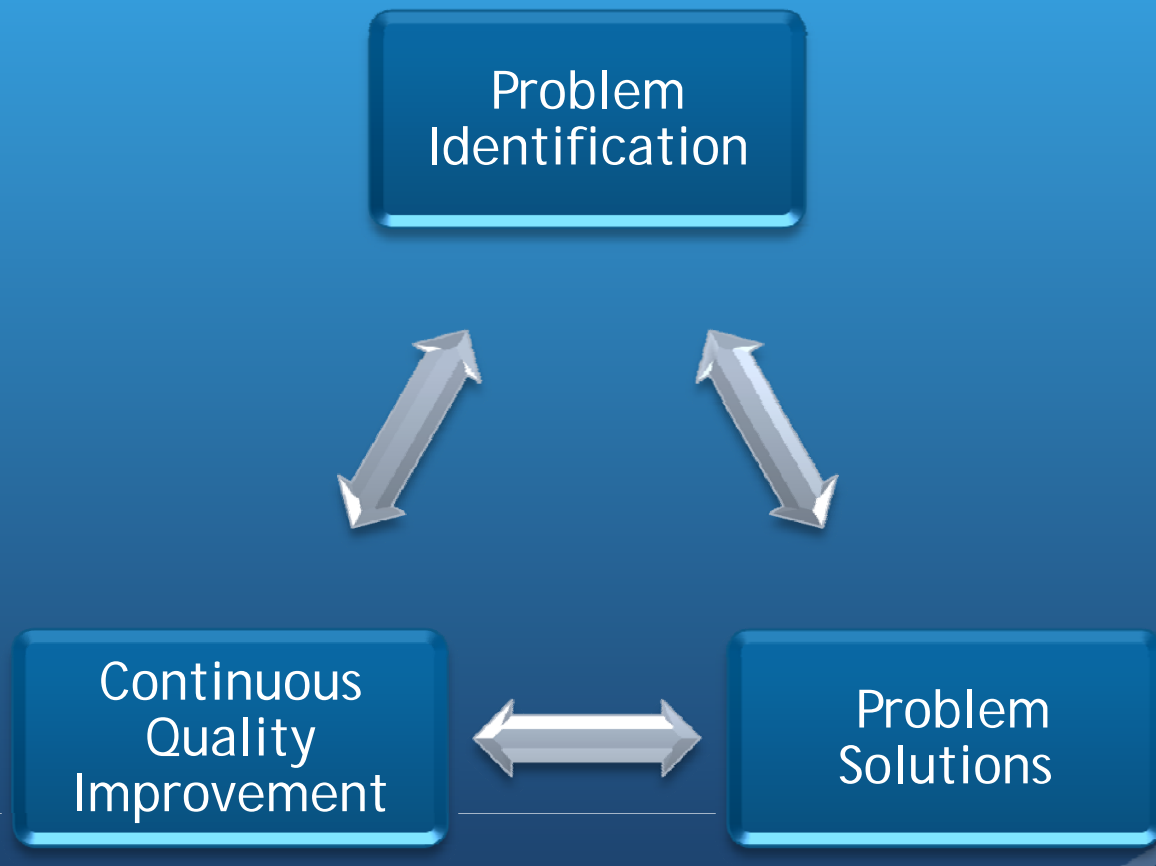 Problem
Identification
Continuous
Quality
Improvement
Problem
Solutions